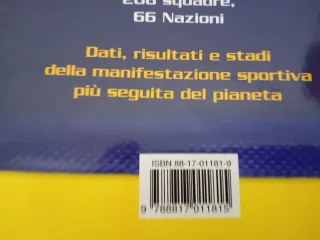 200 squadre,
66 Nazioni
Dati, risultati e stadi
della manifestazione sportiva
più seguita del pianeta
ISBN 88-17-01181-9
9 788817 011815